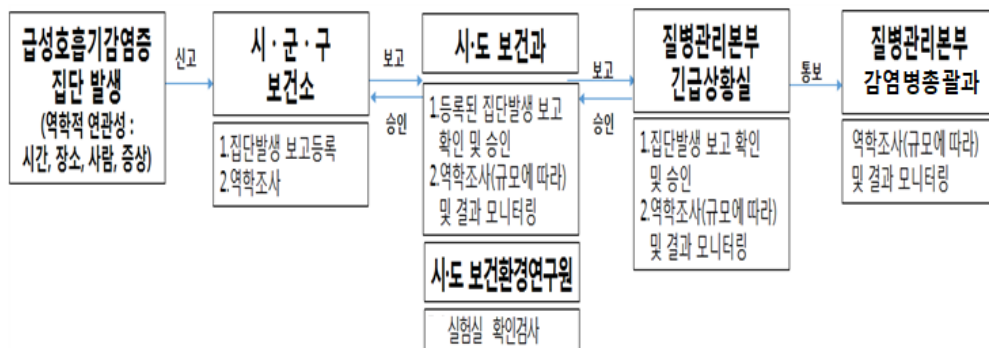 급성호흡기감염증
집단 발생
(역학적 연관성 :
시간, 장소, 사람, 증상)
신고
시 · 군 · 구
보건소
1.집단발생 보고등록
2.역학조사
보고
승인
시·도 보건과
1.등록된 집단발생 보고
확인 및 승인
2.역학조사(규모에 따라)
및 결과 모니터링
시·도 보건환경연구원
실험실 확인검사
보고
승인
질병관리본부
긴급상황실
1.집단발생 보고 확인
및 승인
2.역학조사(규모에 따라)
및 결과 모니터링
통보
질병관리본부
감염병총괄과
역학조사(규모에 따라)
및 결과 모니터링